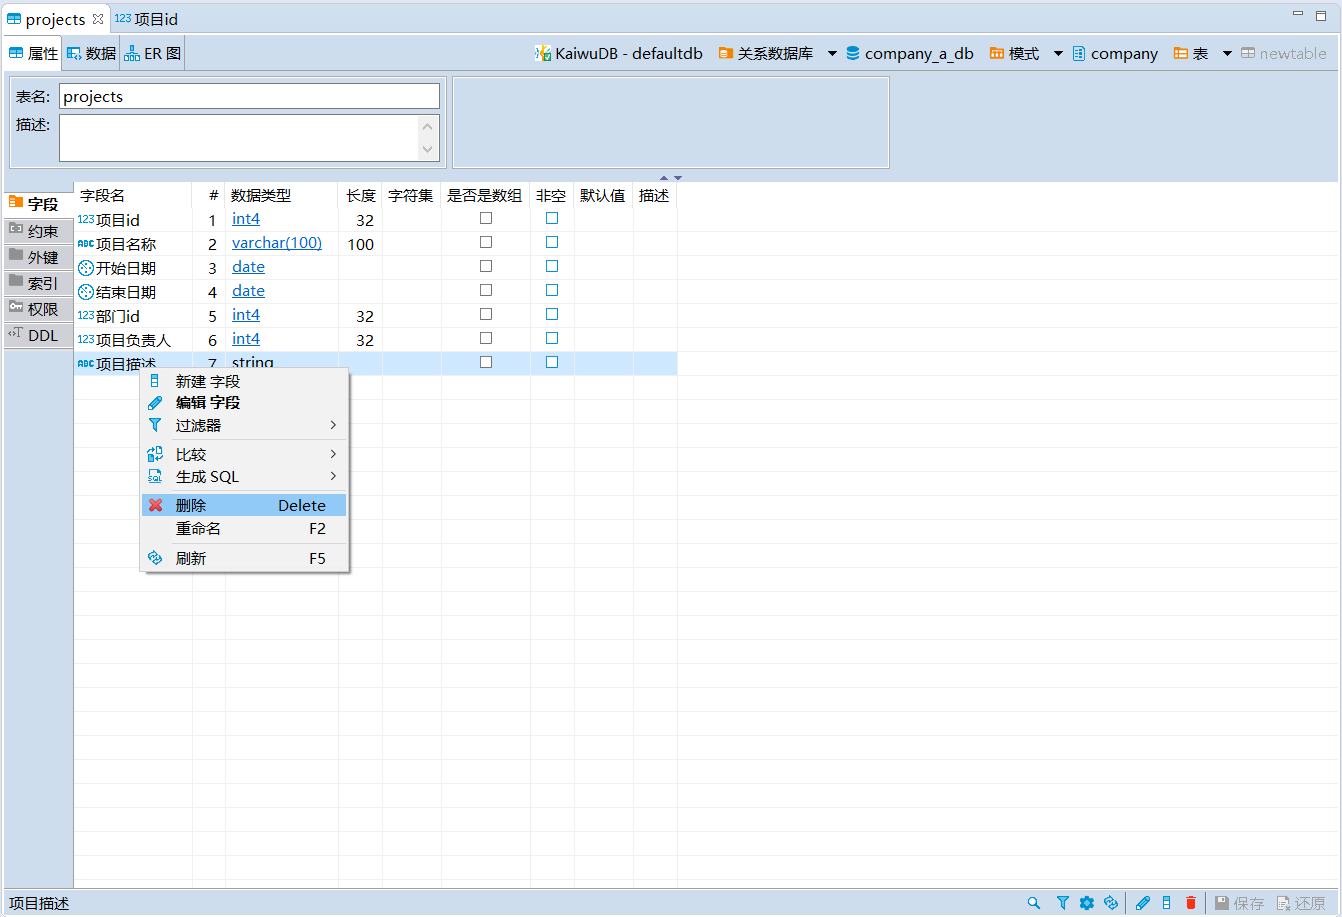 projects
123 项目id
属性 数据 ER 图 KaiwuDB - defaultdb 关系数据库 company_a_db 模式 company 表 newtable
表名: projects
描述:
字段名 # 数据类型 长度 字符集 是否是数组 非空 默认值 描述
字段
约束
外键
索引
权限
DDL
123 项目id 1 int4 32
ABC 项目名称 2 varchar(100) 100
开始日期 3 date
结束日期 4 date
123 部门id 5 int4 32
123 项目负责人 6 int4 32
ABC 项目描述 7 string
新建 字段
编辑 字段
过滤器
比较
生成 SQL
删除 Delete
重命名 F2
刷新 F5
项目描述 保存 还原